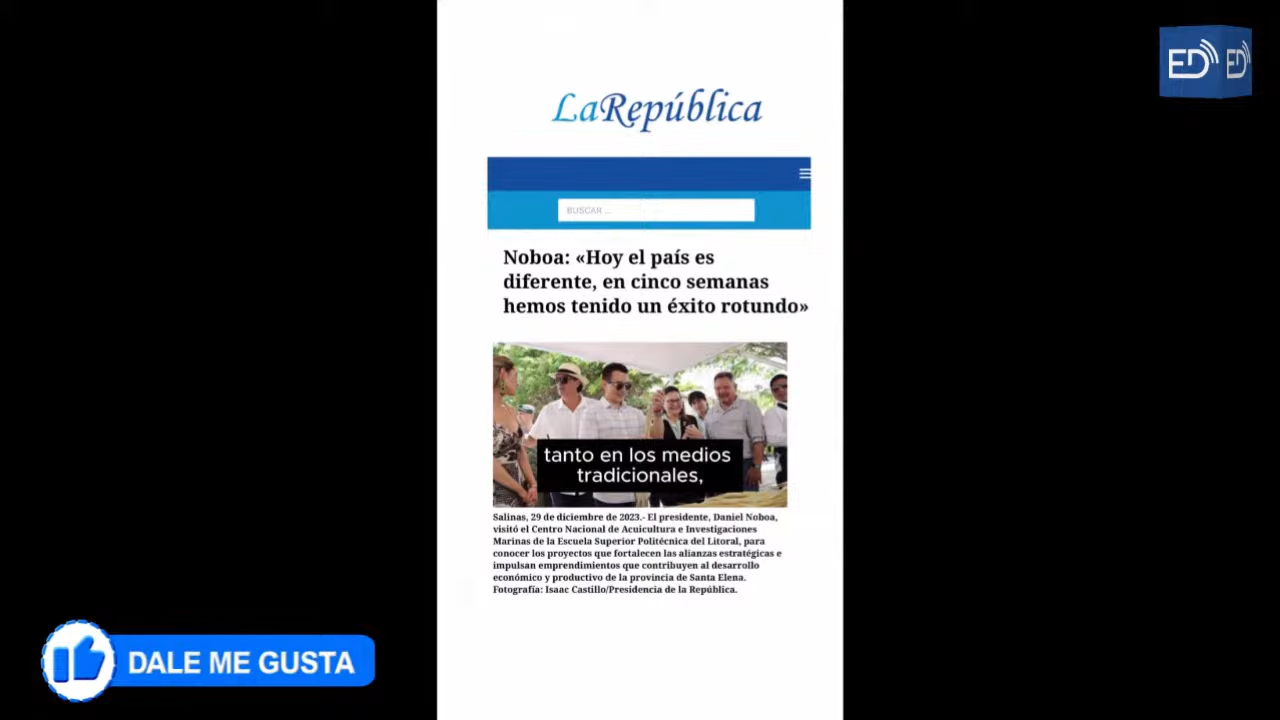 ED ED
LaRepública
BUSCAR ...
Noboa: «Hoy el país es
diferente, en cinco semanas
hemos tenido un éxito rotundo»
tanto en los medios
tradicionales,
Salinas, 29 de diciembre de 2023.- El presidente, Daniel Noboa,
visitó el Centro Nacional de Acuicultura e Investigaciones
Marinas de la Escuela Superior Politécnica del Litoral, para
conocer los proyectos que fortalecen las alianzas estratégicas e
impulsan emprendimientos que contribuyen al desarrollo
económico y productivo de la provincia de Santa Elena.
Fotografía: Isaac Castillo/Presidencia de la República.
DALE ME GUSTA